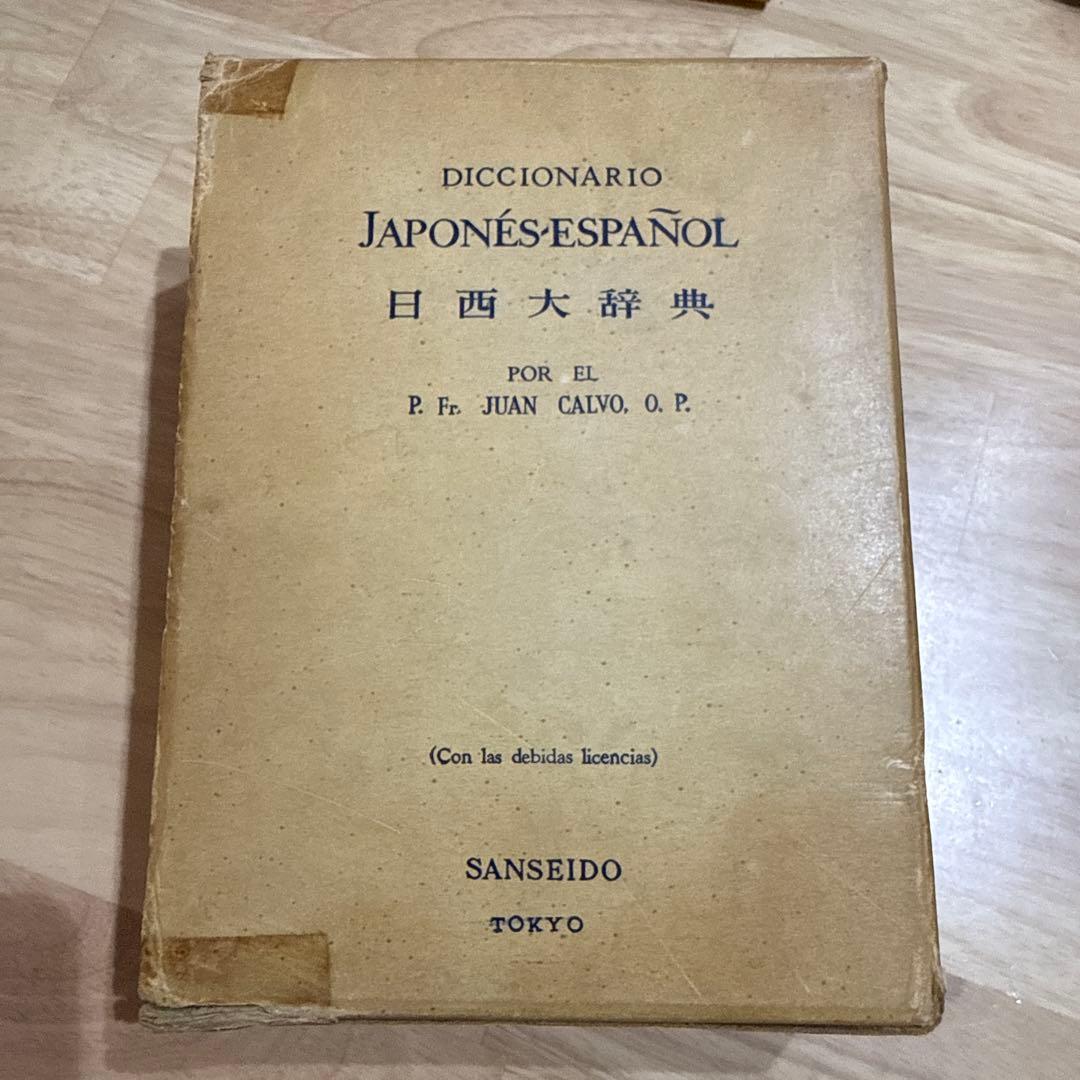 DICCIONARIO
JAPONÉS-ESPAÑOL
日西大辞典
POR EL
P. Fr. JUAN CALVO, O. P.
(Con las debidas licencias)
SANSEIDO
TOKYO